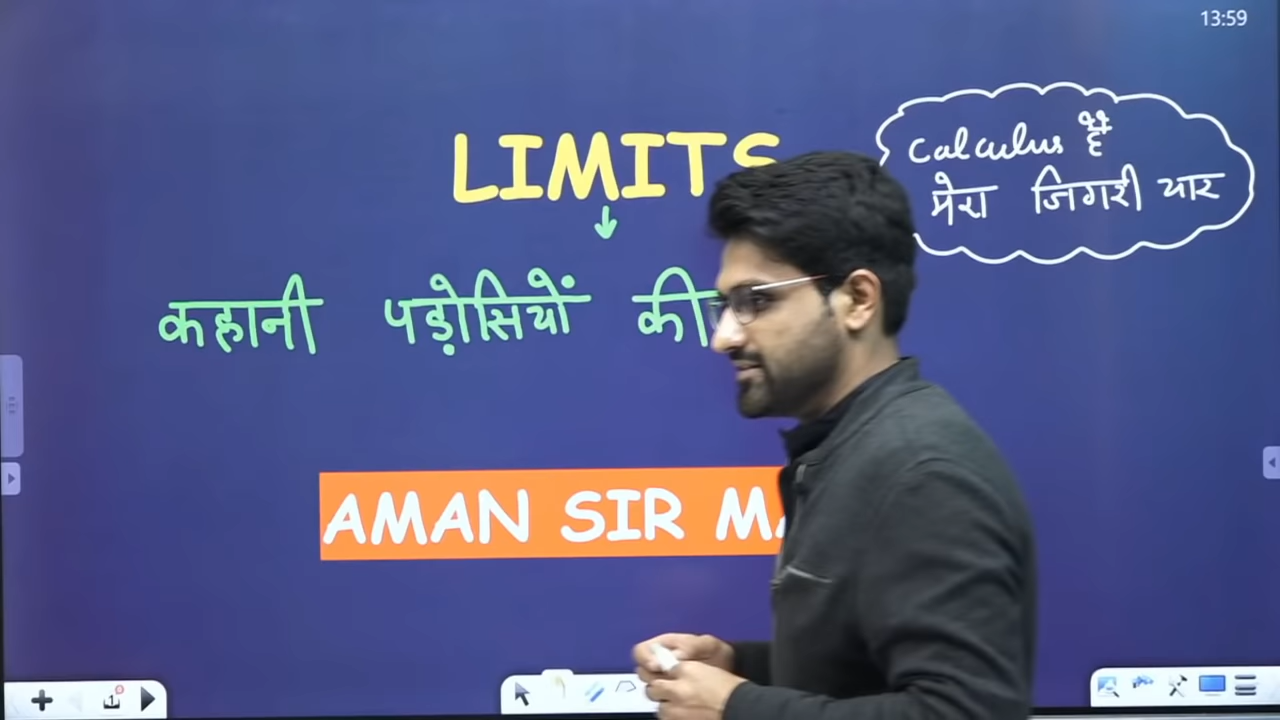 13:59
LIMITS
Calculus है
मेरा जिगरी यार
कहानी पड़ोसियों की
AMAN SIR